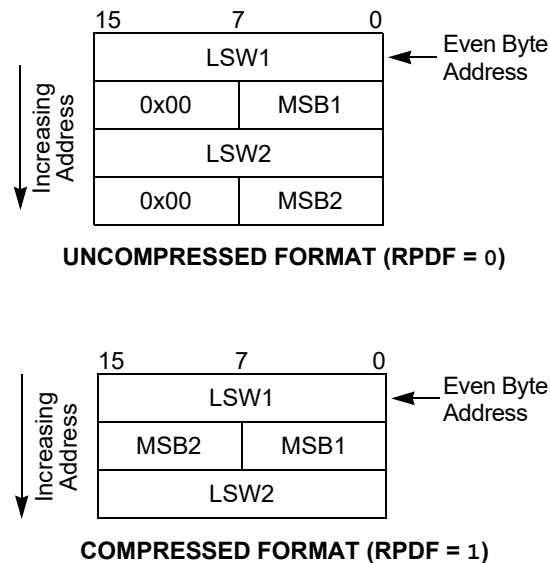 15 7 0
LSW1
Even Byte
Address
Increasing
Address
0x00 MSB1
LSW2
0x00 MSB2
UNCOMPRESSED FORMAT (RPDF = 0)
15 7 0
LSW1
Even Byte
Address
Increasing
Address
MSB2 MSB1
LSW2
COMPRESSED FORMAT (RPDF = 1)